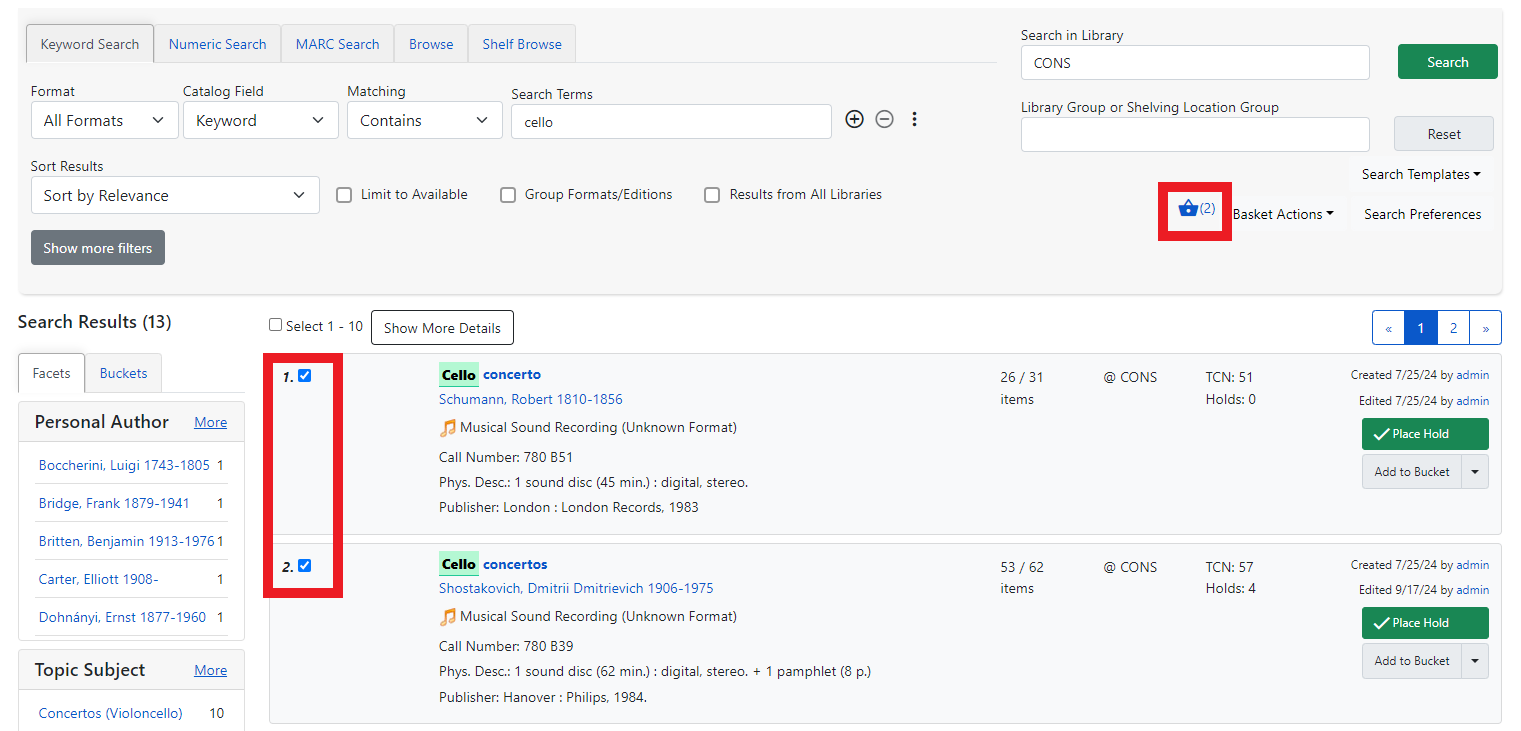 Keyword Search
Numeric Search
MARC Search
Browse
Shelf Browse
Search in Library
CONS
Search
Format
Catalog Field
Matching
Search Terms
All Formats
Keyword
Contains
cello
Library Group or Shelving Location Group
Reset
Sort Results
Sort by Relevance
Limit to Available
Group Formats/Editions
Results from All Libraries
Search Templates
(2)
Basket Actions
Search Preferences
Show more filters
Search Results (13)
Select 1 - 10
Show More Details
« 1 2 »
Facets
Buckets
Personal Author More
Boccherini, Luigi 1743-1805 1
Bridge, Frank 1879-1941 1
Britten, Benjamin 1913-1976 1
Carter, Elliott 1908- 1
Dohnányi, Ernst 1877-1960 1
Topic Subject More
Concertos (Violoncello) 10
1.
Cello concerto
Schumann, Robert 1810-1856
Musical Sound Recording (Unknown Format)
Call Number: 780 B51
Phys. Desc.: 1 sound disc (45 min.) : digital, stereo.
Publisher: London : London Records, 1983
26 / 31
items
@ CONS
TCN: 51
Holds: 0
Created 7/25/24 by admin
Edited 7/25/24 by admin
Place Hold
Add to Bucket
2.
Cello concertos
Shostakovich, Dmitrii Dmitrievich 1906-1975
Musical Sound Recording (Unknown Format)
Call Number: 780 B39
Phys. Desc.: 1 sound disc (62 min.) : digital, stereo. + 1 pamphlet (8 p.)
Publisher: Hanover : Philips, 1984.
53 / 62
items
@ CONS
TCN: 57
Holds: 4
Created 7/25/24 by admin
Edited 9/17/24 by admin
Place Hold
Add to Bucket